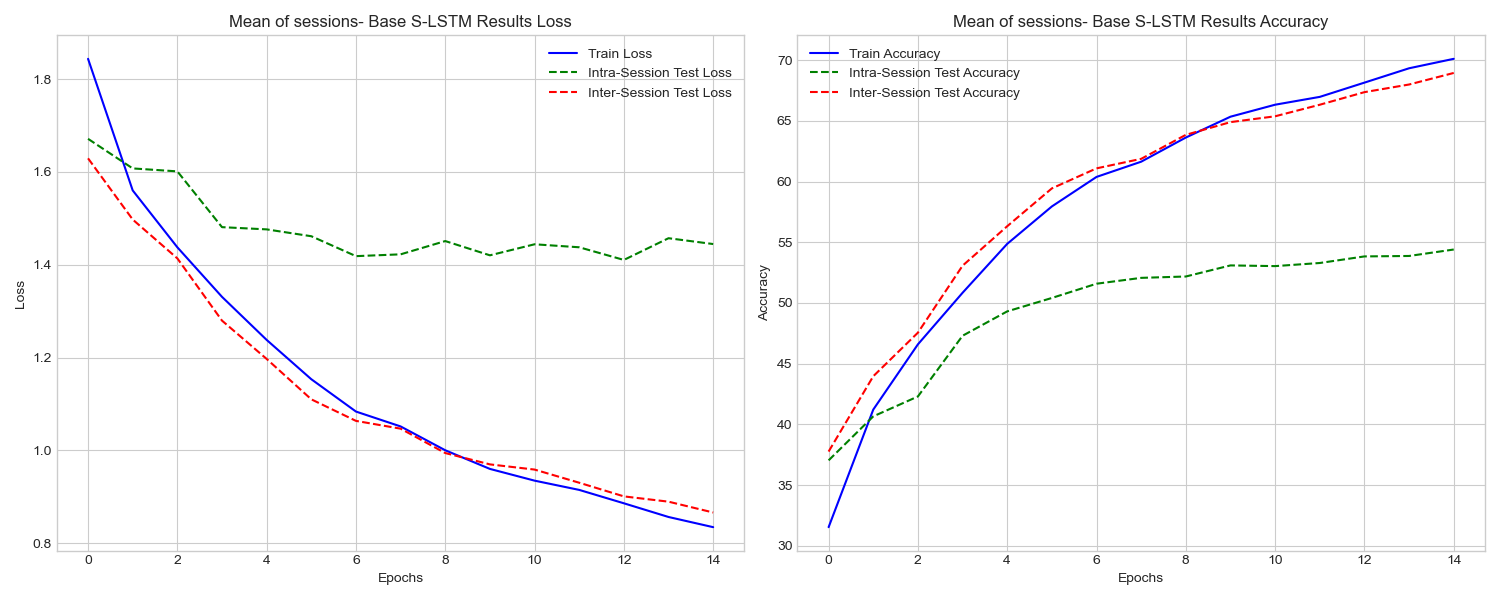 Mean of sessions- Base S-LSTM Results Loss
Train Loss
Intra-Session Test Loss
Inter-Session Test Loss
1.8
1.6
1.4
1.2
1.0
0.8
Loss
0 2 4 6 8 10 12 14
Epochs
Mean of sessions- Base S-LSTM Results Accuracy
Train Accuracy
Intra-Session Test Accuracy
Inter-Session Test Accuracy
70
65
60
55
50
45
40
35
30
Accuracy
0 2 4 6 8 10 12 14
Epochs